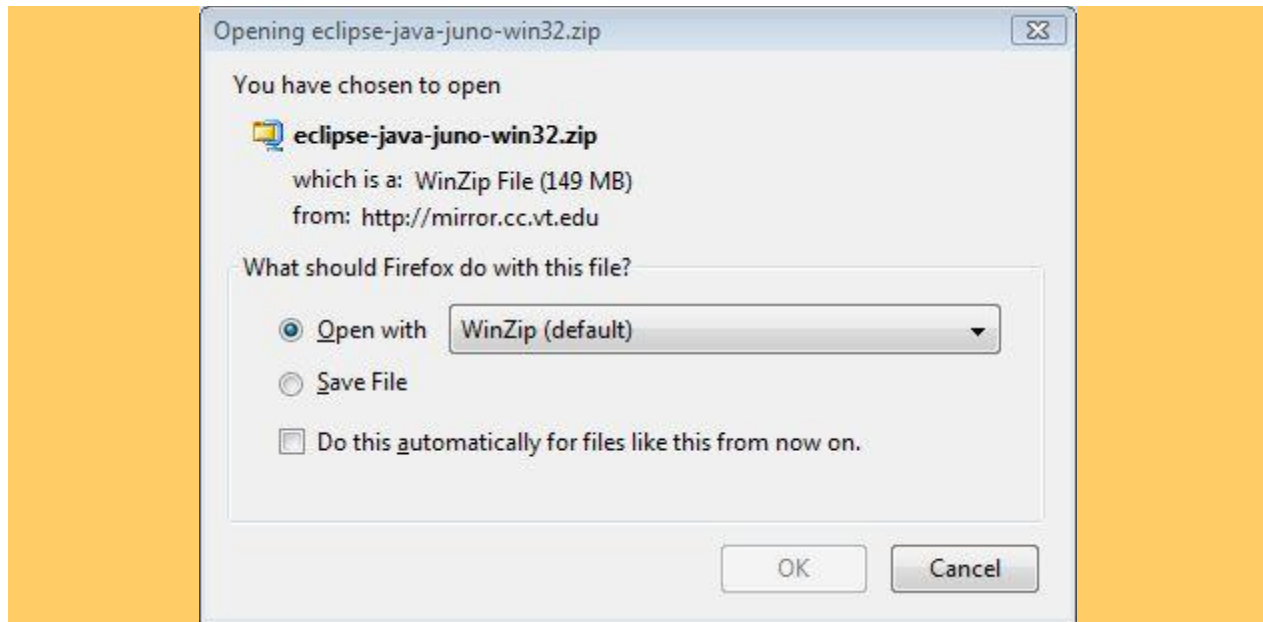 Opening eclipse-java-juno-win32.zip
You have chosen to open
eclipse-java-juno-win32.zip
which is a: WinZip File (149 MB)
from: http://mirror.cc.vt.edu
What should Firefox do with this file?
Open with WinZip (default)
Save File
Do this automatically for files like this from now on.
OK Cancel